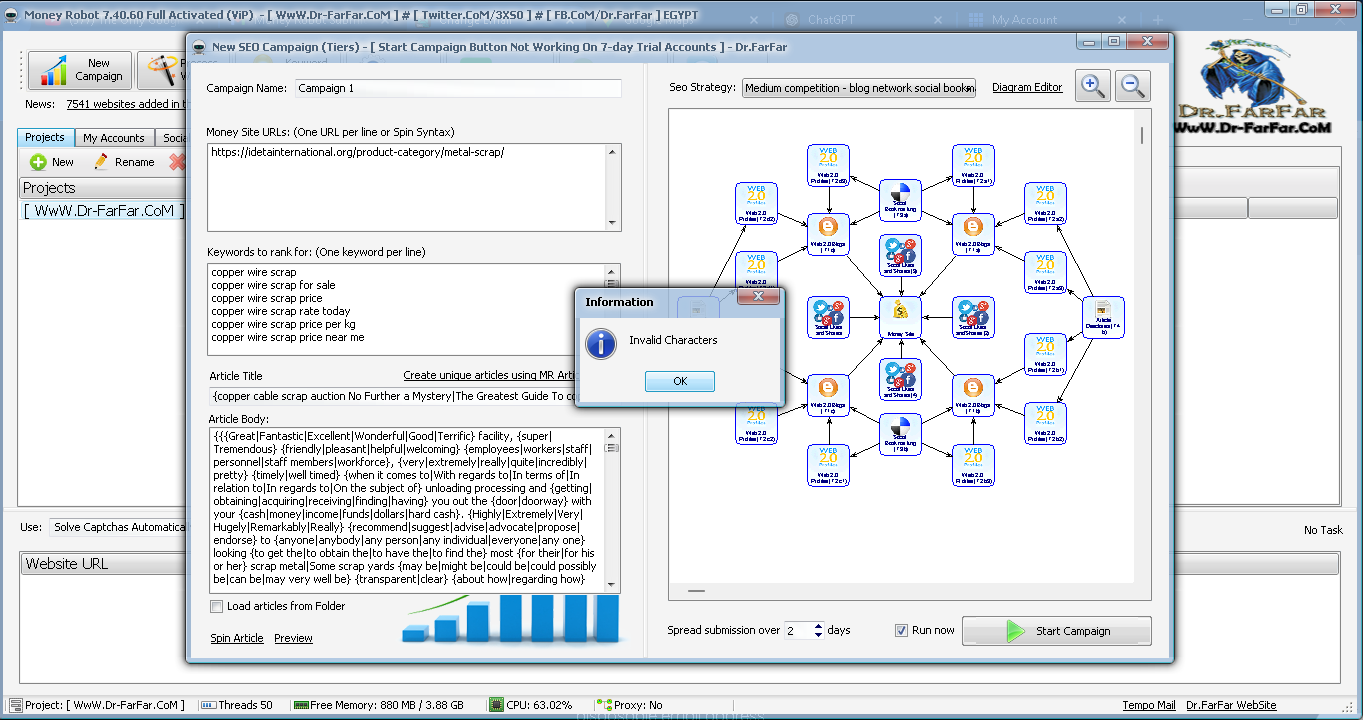 Money Robot 7.40.60 Full Activated (ViP) - [ WwW.Dr-FarFar.CoM ] # [ Twitter.CoM/3XS0 ] # [ FB.CoM/Dr.FarFar ] EGYPT
ChatGPT
My Account
New SEO Campaign (Tiers) - [ Start Campaign Button Not Working On 7-day Trial Accounts ] - Dr.FarFar
New
Campaign
News: 7541 websites added in
Projects My Accounts Socia
New Rename
Projects
[ WwW.Dr-FarFar.CoM ]
Campaign Name: Campaign 1
Money Site URLs: (One URL per line or Spin Syntax)
https://idetainternational.org/product-category/metal-scrap/
Keywords to rank for: (One keyword per line)
copper wire scrap
copper wire scrap for sale
copper wire scrap price
copper wire scrap rate today
copper wire scrap price per kg
copper wire scrap price near me
Article Title Create unique articles using MR Arti
{copper cable scrap auction No Further a Mystery|The Greatest Guide To co
Article Body:
{{{Great|Fantastic|Excellent|Wonderful|Good|Terrific} facility, {super|
Tremendous} {friendly|pleasant|helpful|welcoming} {employees|workers|staff|
personnel|staff members|workforce}, {very|extremely|really|quite|incredibly|
pretty} {timely|well timed} {when it comes to|With regards to|In terms of|In
relation to|In regards to|On the subject of} unloading processing and {getting|
obtaining|acquiring|receiving|finding|having} you out the {door|doorway} with
your {cash|money|income|funds|dollars|hard cash}. {Highly|Extremely|Very|
Hugely|Remarkably|Really} {recommend|suggest|advise|advocate|propose|
endorse} to {anyone|anybody|any person|any individual|everyone|any one}
looking {to get the|to obtain the|to have the|to find the} most {for their|for his
or her} scrap metal|Some scrap yards {may be|might be|could be|could possibly
be|can be|may very well be} {transparent|clear} {about how|regarding how}
Load articles from Folder
Spin Article Preview
Seo Strategy: Medium competition - blog network social bookma
Diagram Editor
WEB
2.0
Profiles
Money Site
Information
Invalid Characters
OK
Spread submission over 2 days
Run now
Start Campaign
DR.FARFAR
WwW.Dr-FarFar.CoM
Use: Solve Captchas Automatica
No Task
Website URL
Project: [ WwW.Dr-FarFar.CoM ] Threads 50 Free Memory: 880 MB / 3.88 GB CPU: 63.02% Proxy: No Tempo Mail Dr.FarFar Website